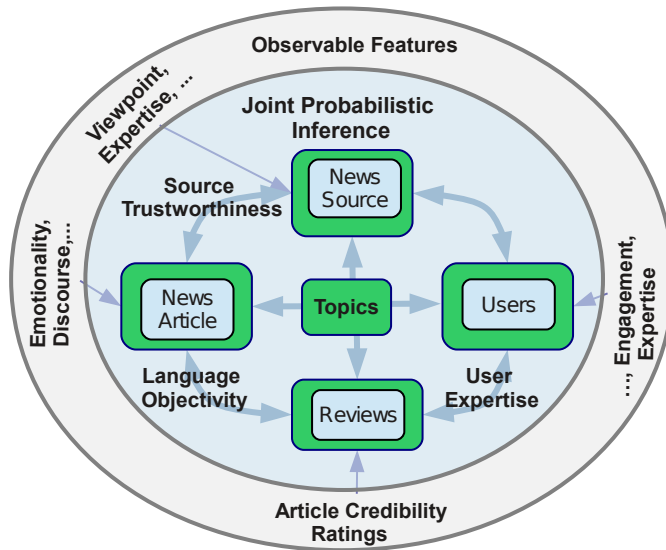 Observable Features
Viewpoint,
Expertise, ...
Joint Probabilistic
Inference
News
Source
Source
Trustworthiness
Emotionality,
Discourse,...
News
Article
Topics
Users
..., Engagement,
Expertise
Language
Objectivity
User
Expertise
Reviews
Article Credibility
Ratings